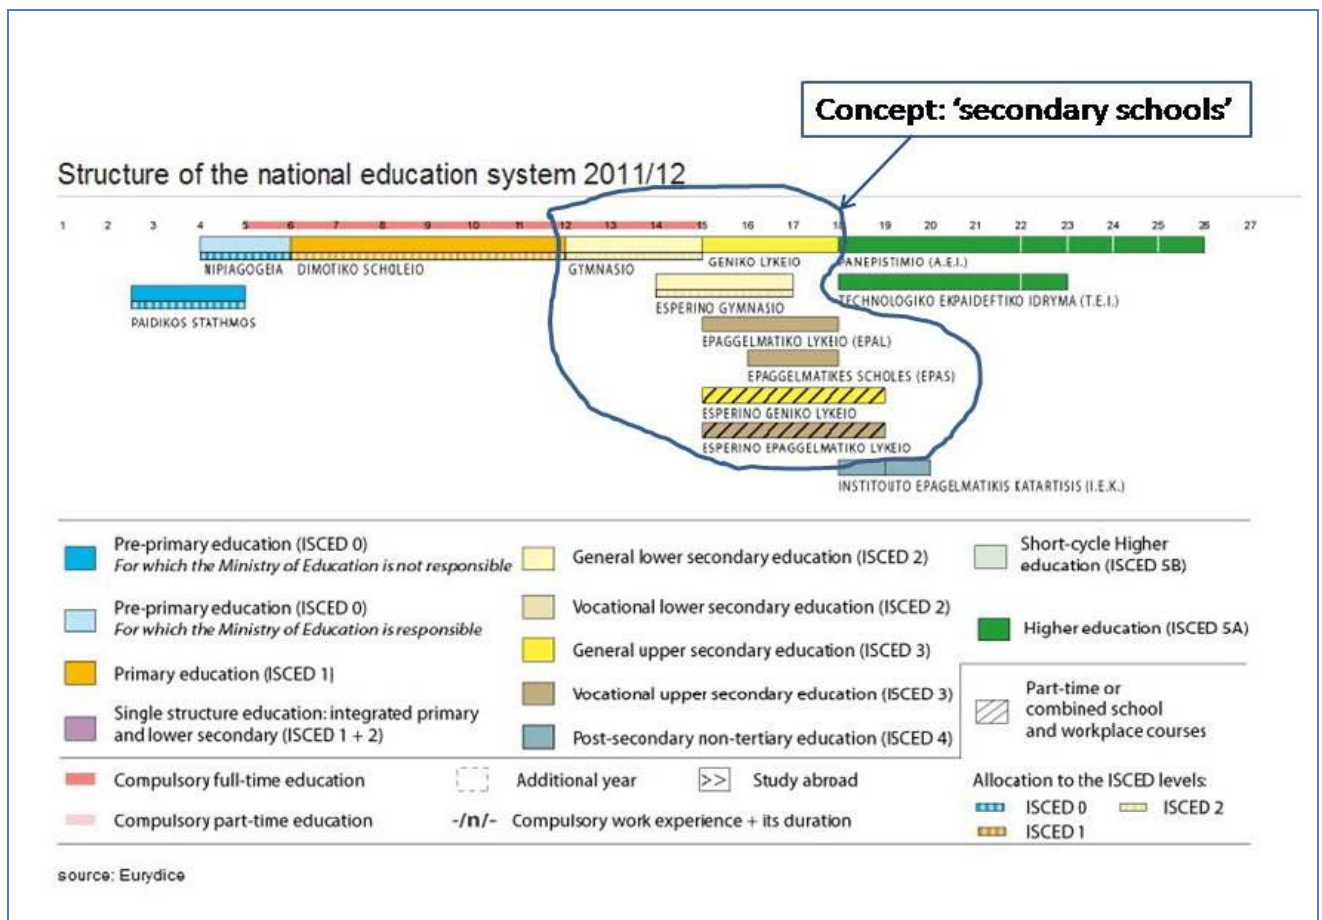 Concept: ‘secondary schools’
Structure of the national education system 2011/12
1 2 3 4 5 6 7 8 9 10 11 12 13 14 15 16 17 18 19 20 21 22 23 24 25 26 27
NIPIAGOGEIA DIMOTIKO SCHOLEIO GYMNASIO GENIKO LYKEIO PANEPISTIMIO (A.E.I.)
ESPERINO GYMNASIO TECHNOLOGIKO EKPAIDEFTIKO IDRYMA (T.E.I.)
PAIDIKOS STATHMOS
EPAGGELMATIKO LYKEIO (EPAL)
EPAGGELMATIKES SCHOLES (EPAS)
ESPERINO GENIKO LYKEIO
ESPERINO EPAGGELMATIKO LYKEIO
INSTITOUTO EPAGELMATIKIS KATARTISIS (I.E.K.)
Pre-primary education (ISCED 0)
For which the Ministry of Education is not responsible
Pre-primary education (ISCED 0)
For which the Ministry of Education is responsible
Primary education (ISCED 1)
Single structure education: integrated primary
and lower secondary (ISCED 1 + 2)
General lower secondary education (ISCED 2)
Vocational lower secondary education (ISCED 2)
General upper secondary education (ISCED 3)
Vocational upper secondary education (ISCED 3)
Post-secondary non-tertiary education (ISCED 4)
Short-cycle Higher
education (ISCED 5B)
Higher education (ISCED 5A)
Part-time or
combined school
and workplace courses
Compulsory full-time education
Compulsory part-time education
Additional year
>> Study abroad
-/n/- Compulsory work experience + its duration
Allocation to the ISCED levels:
ISCED 0 ISCED 2
ISCED 1
source: Eurydice